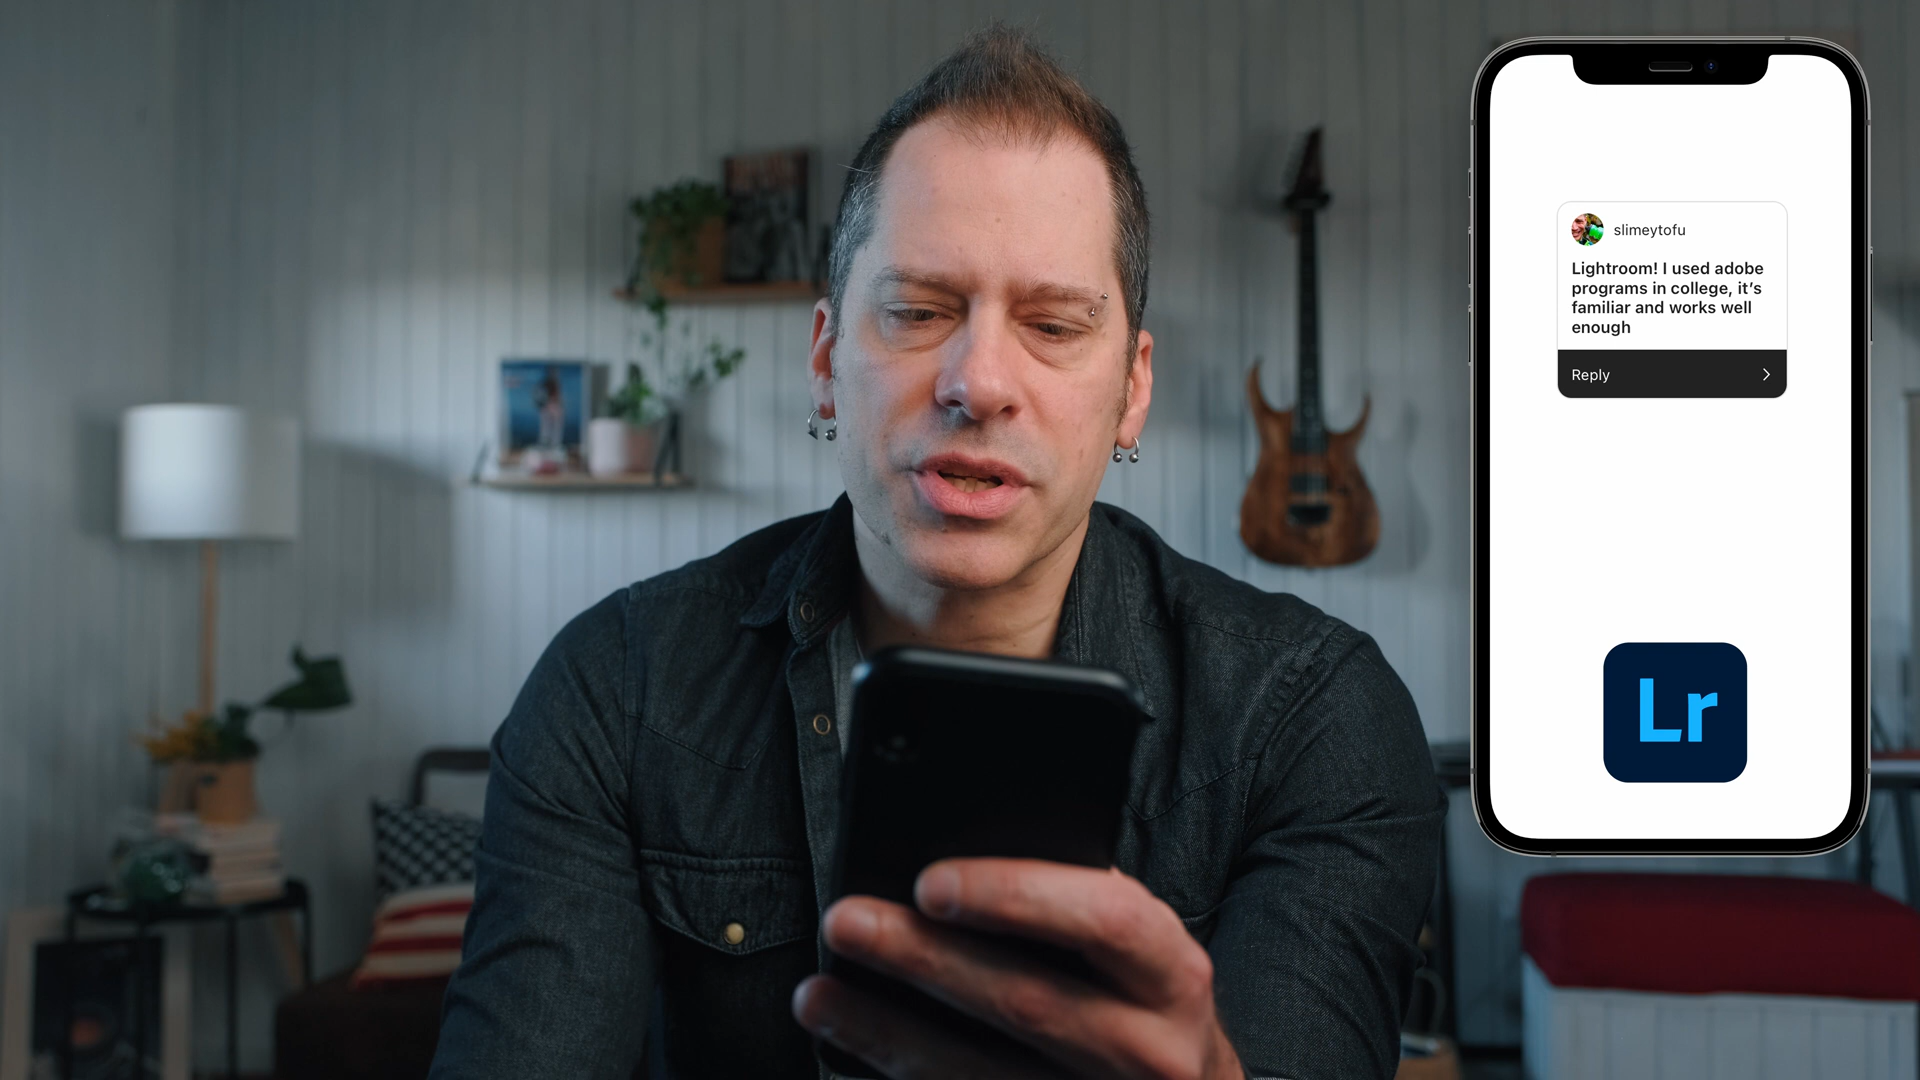 slimeytofu
Lightroom! I used adobe
programs in college, it's
familiar and works well
enough
Reply
Lr